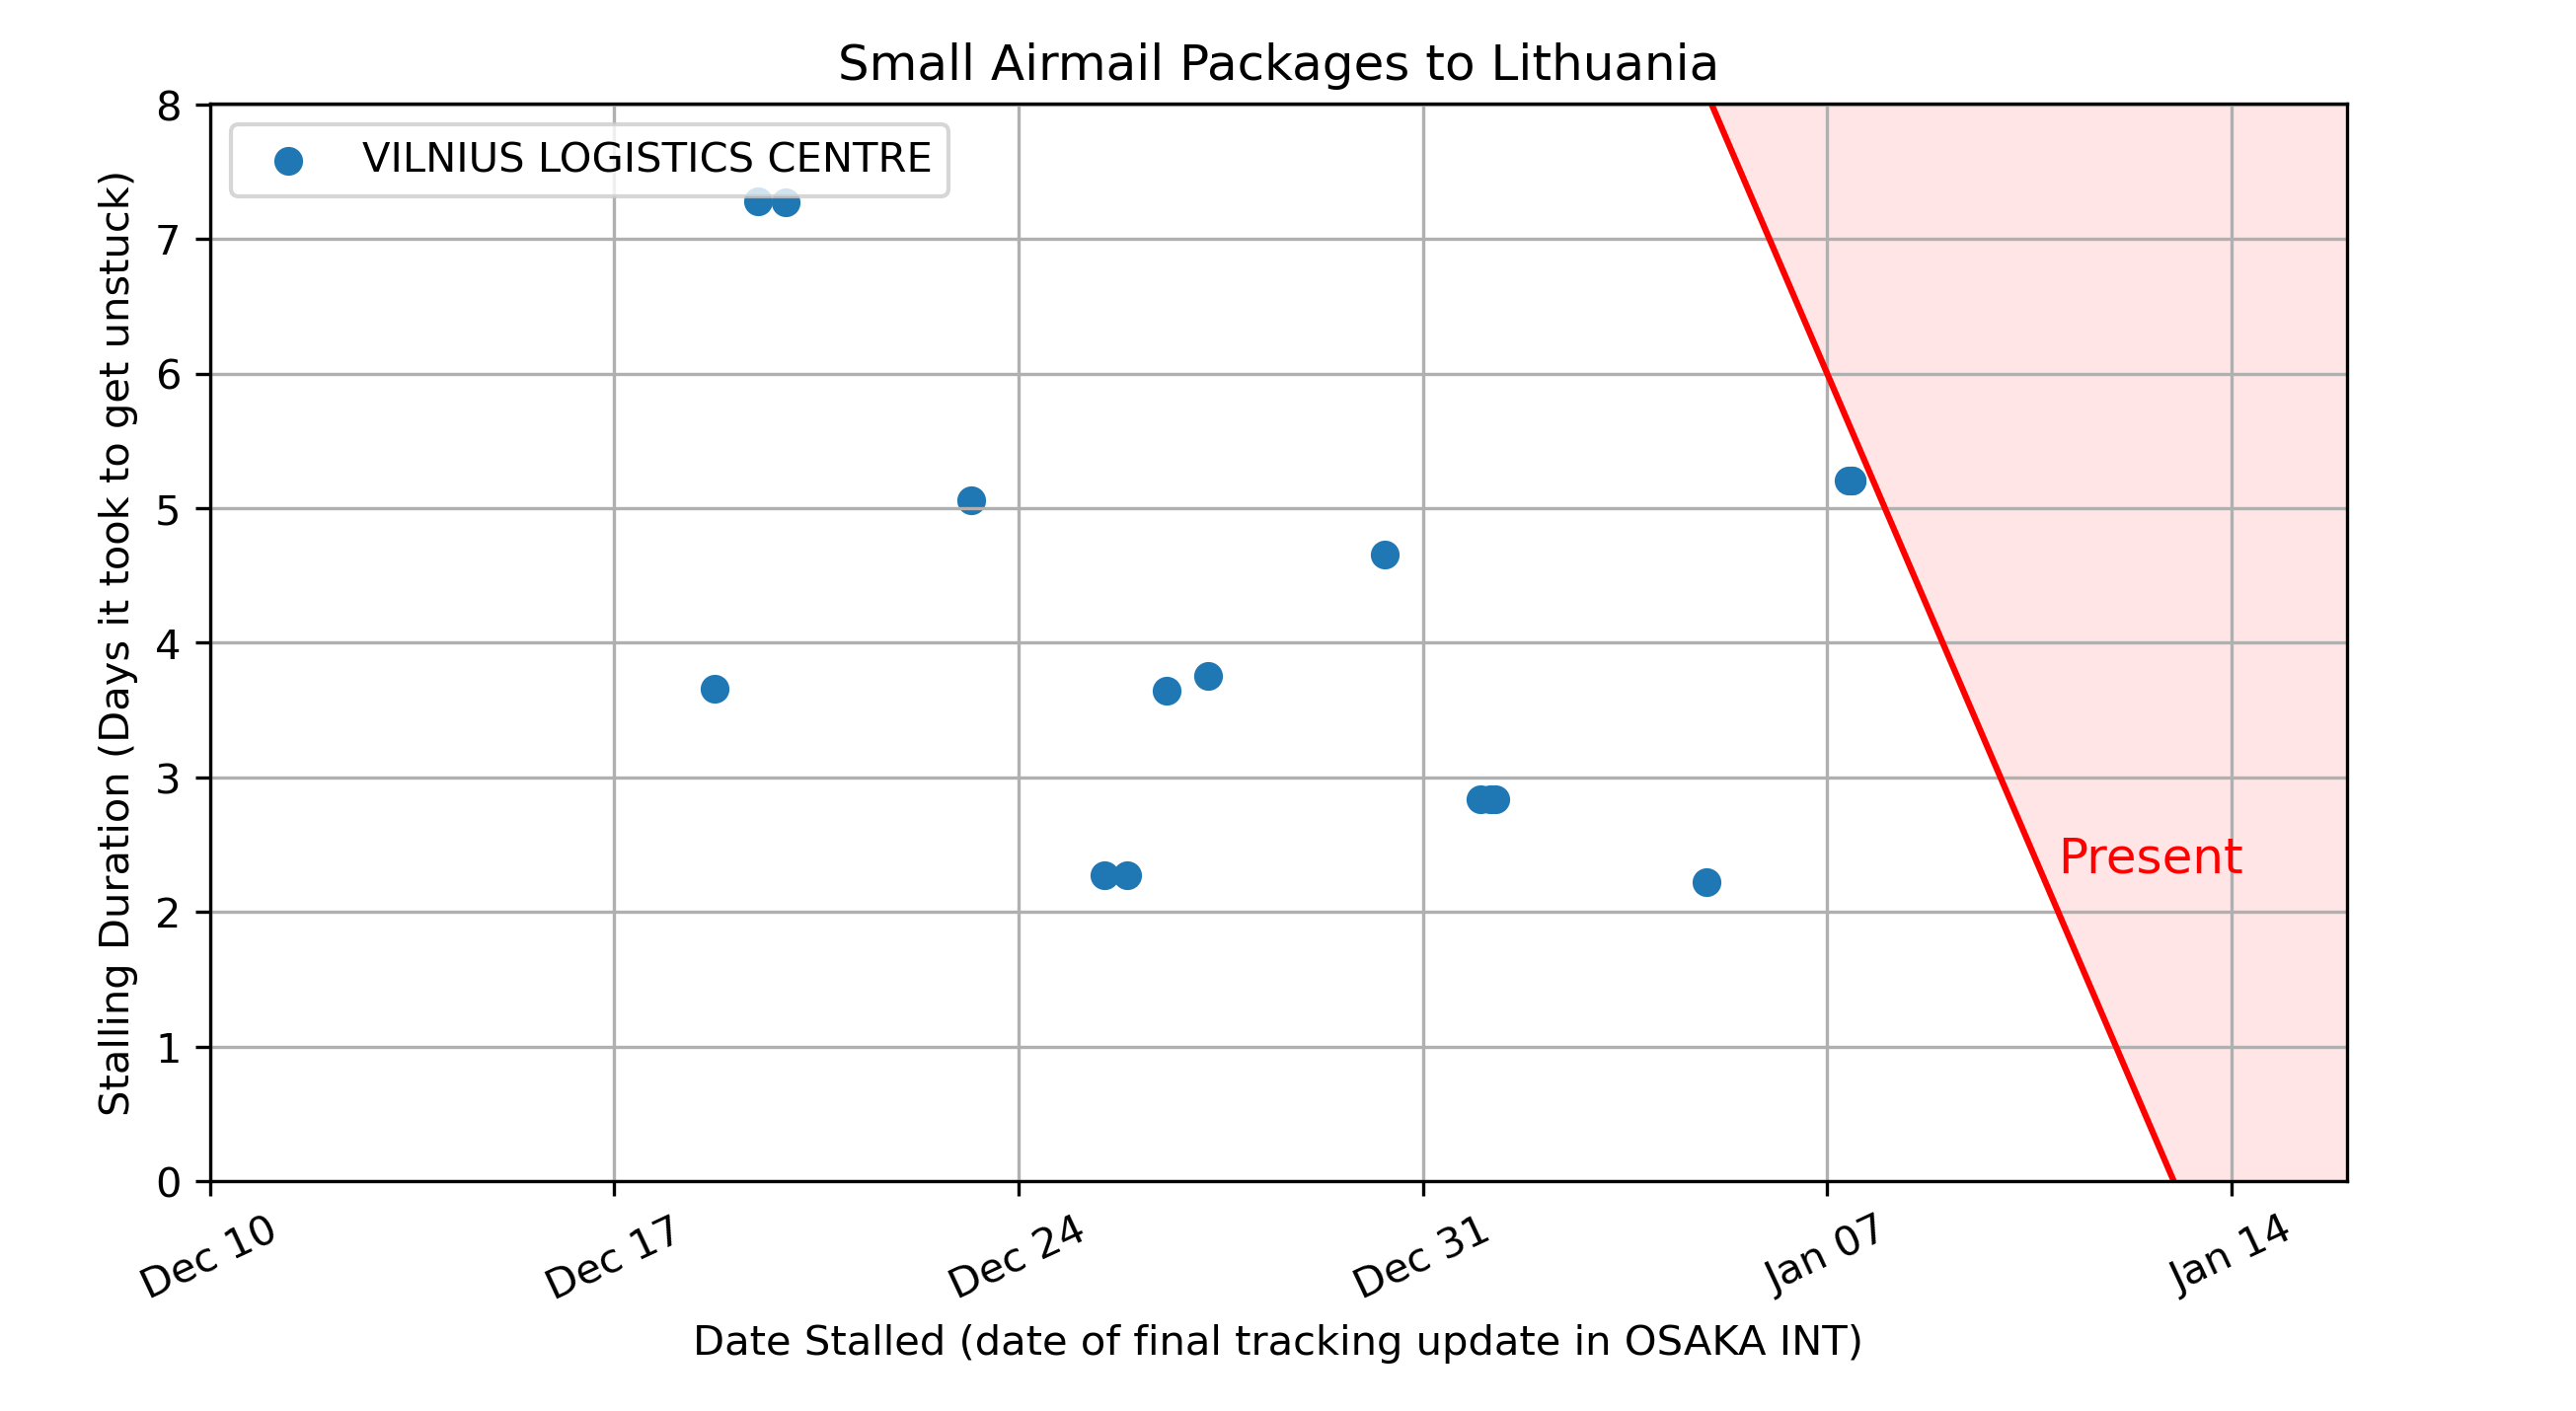 Small Airmail Packages to Lithuania
VILNIUS LOGISTICS CENTRE
Stalling Duration (Days it took to get unstuck)
8
7
6
5
4
3
2
1
0
Present
Dec 10
Dec 17
Dec 24
Dec 31
Jan 07
Jan 14
Date Stalled (date of final tracking update in OSAKA INT)